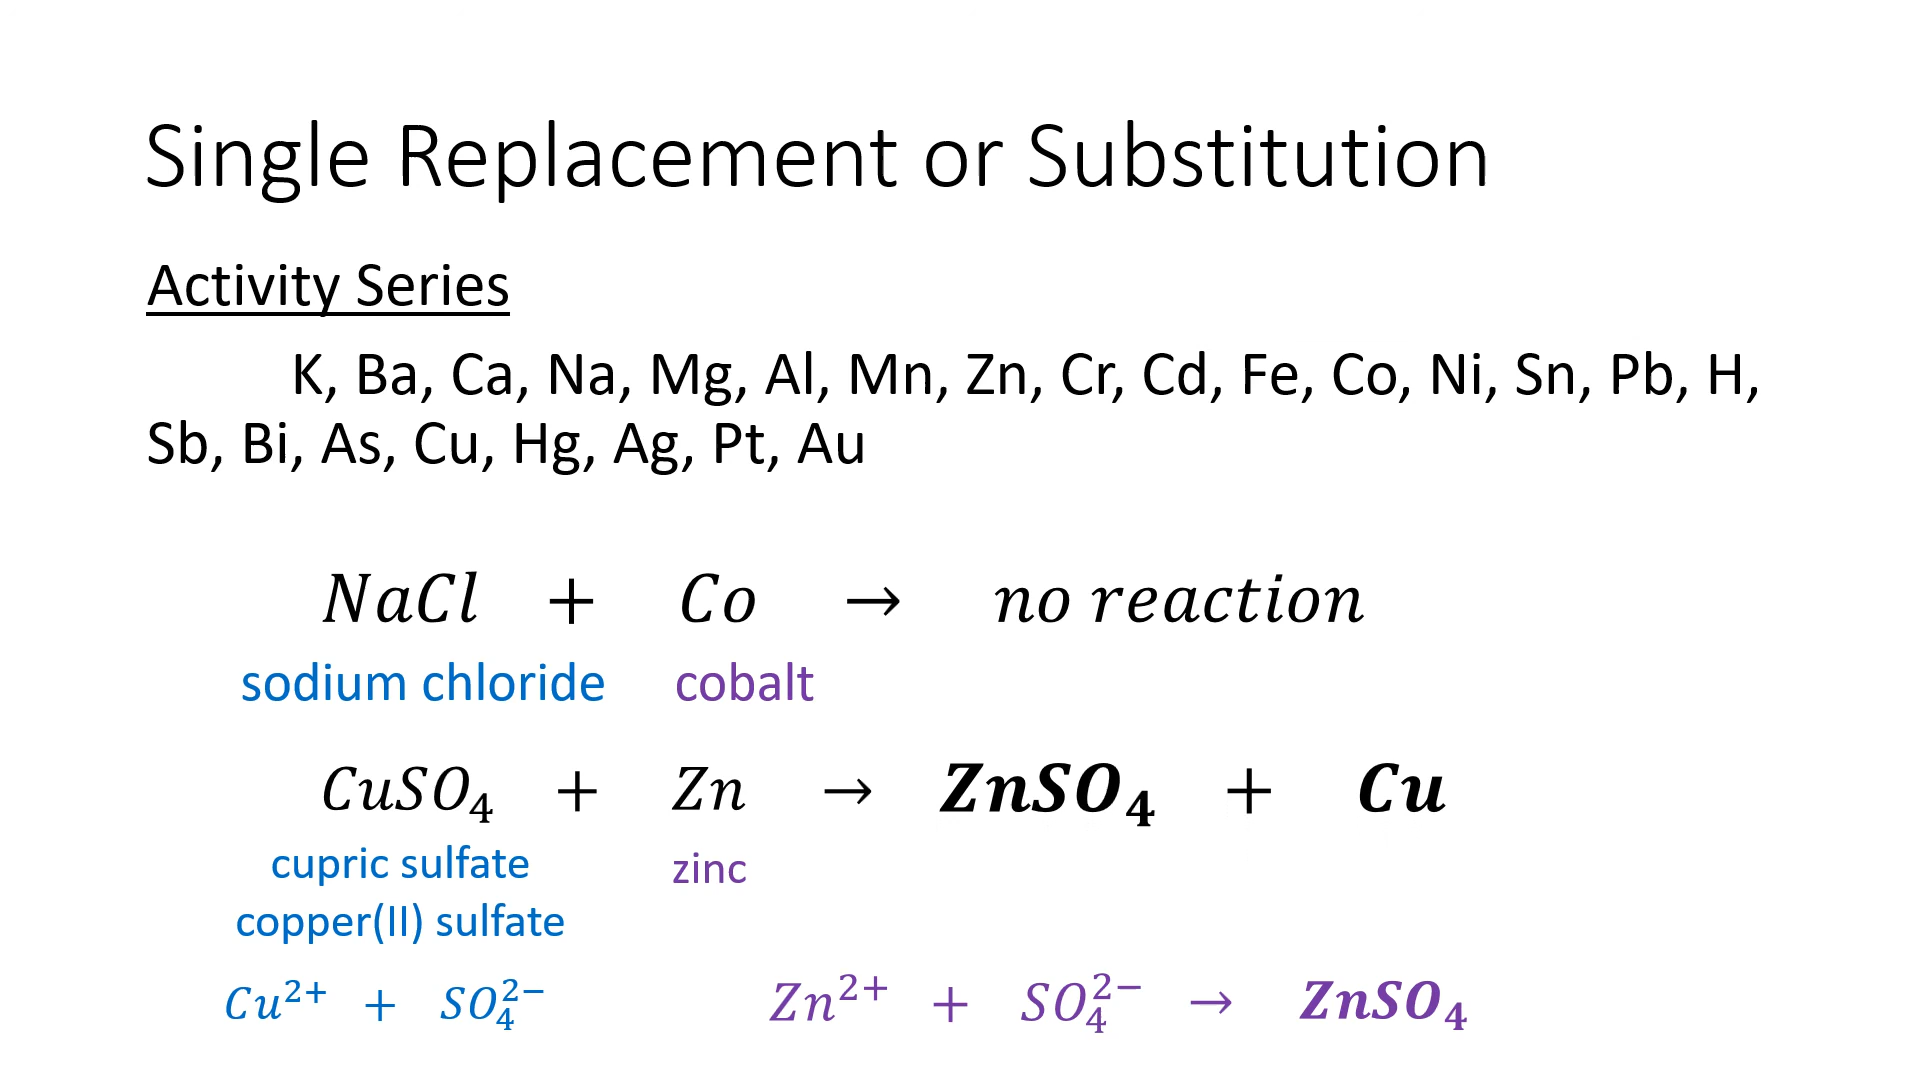 Single Replacement or Substitution
Activity Series
K, Ba, Ca, Na, Mg, Al, Mn, Zn, Cr, Cd, Fe, Co, Ni, Sn, Pb, H,
Sb, Bi, As, Cu, Hg, Ag, Pt, Au
NaCl + Co → no reaction
sodium chloride cobalt
CuSO₄ + Zn → ZnSO₄ + Cu
cupric sulfate zinc
copper(II) sulfate
Cu²⁺ + SO₄²⁻ Zn²⁺ + SO₄²⁻ → ZnSO₄